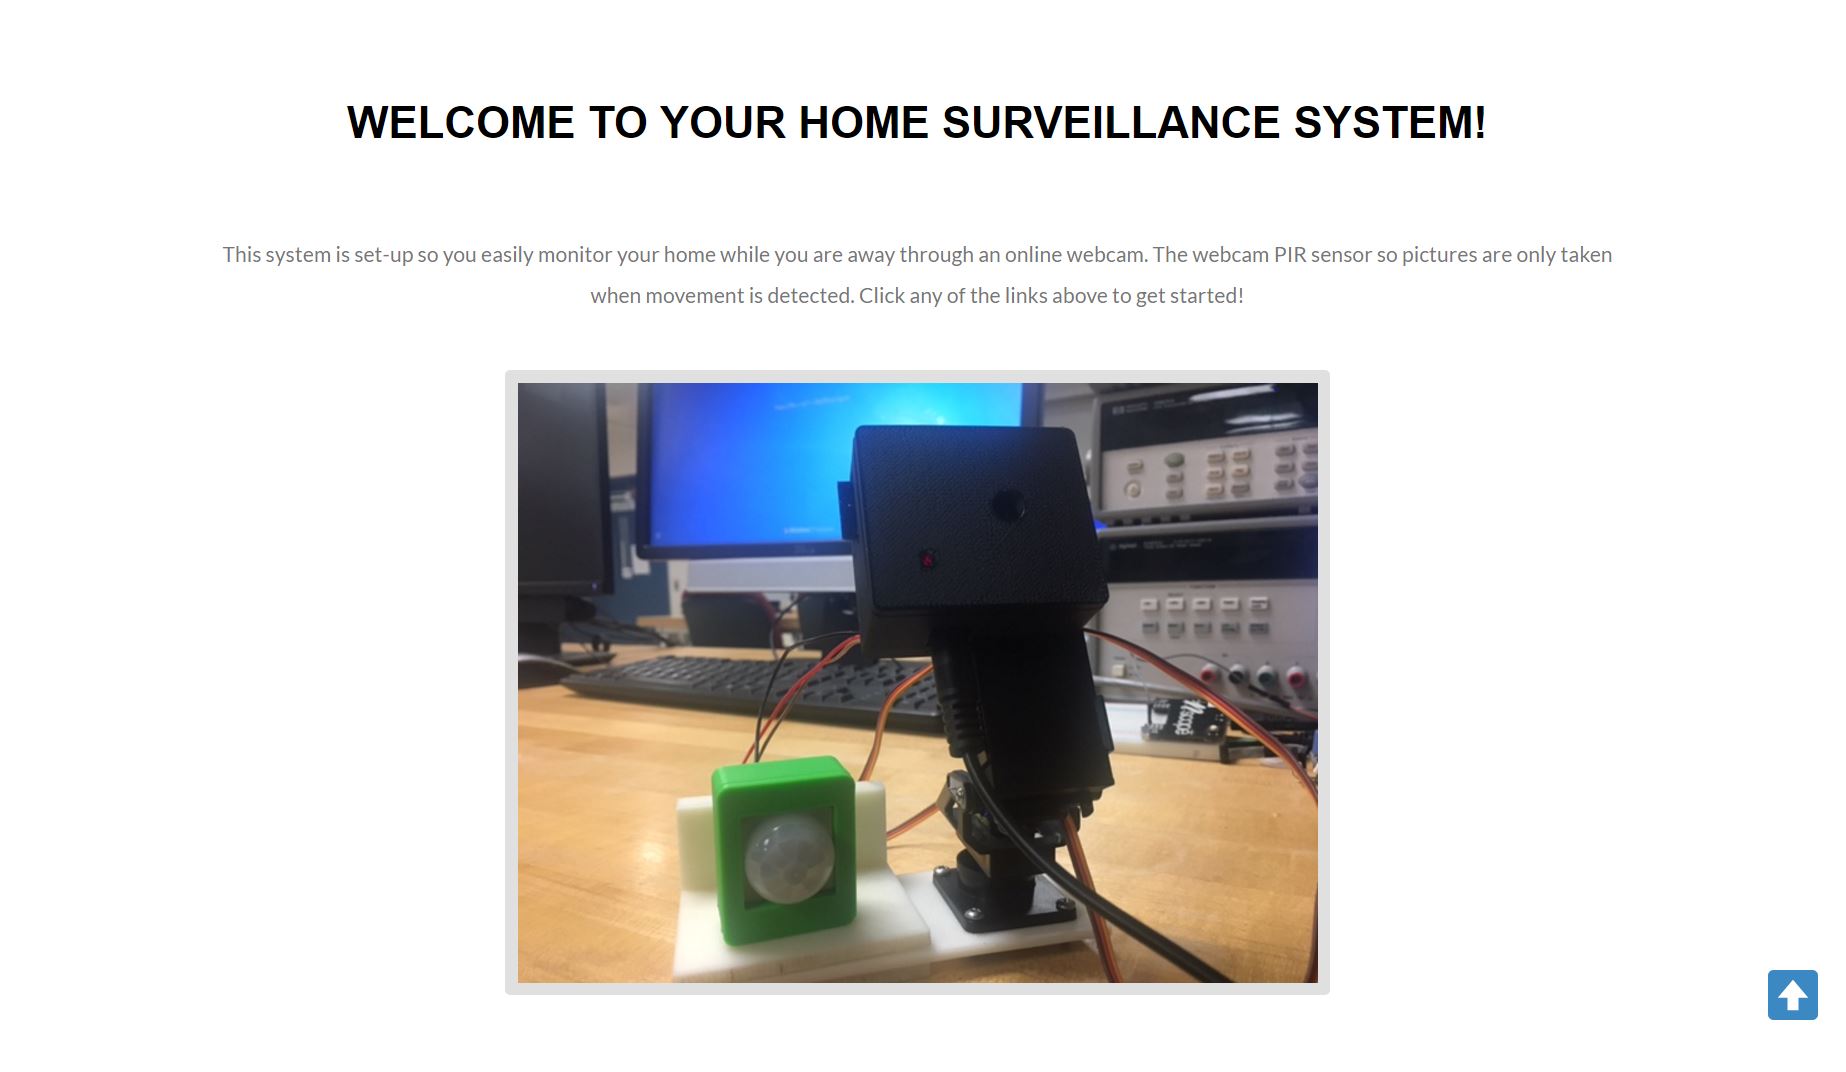 WELCOME TO YOUR HOME SURVEILLANCE SYSTEM!
This system is set-up so you easily monitor your home while you are away through an online webcam. The webcam PIR sensor so pictures are only taken
when movement is detected. Click any of the links above to get started!